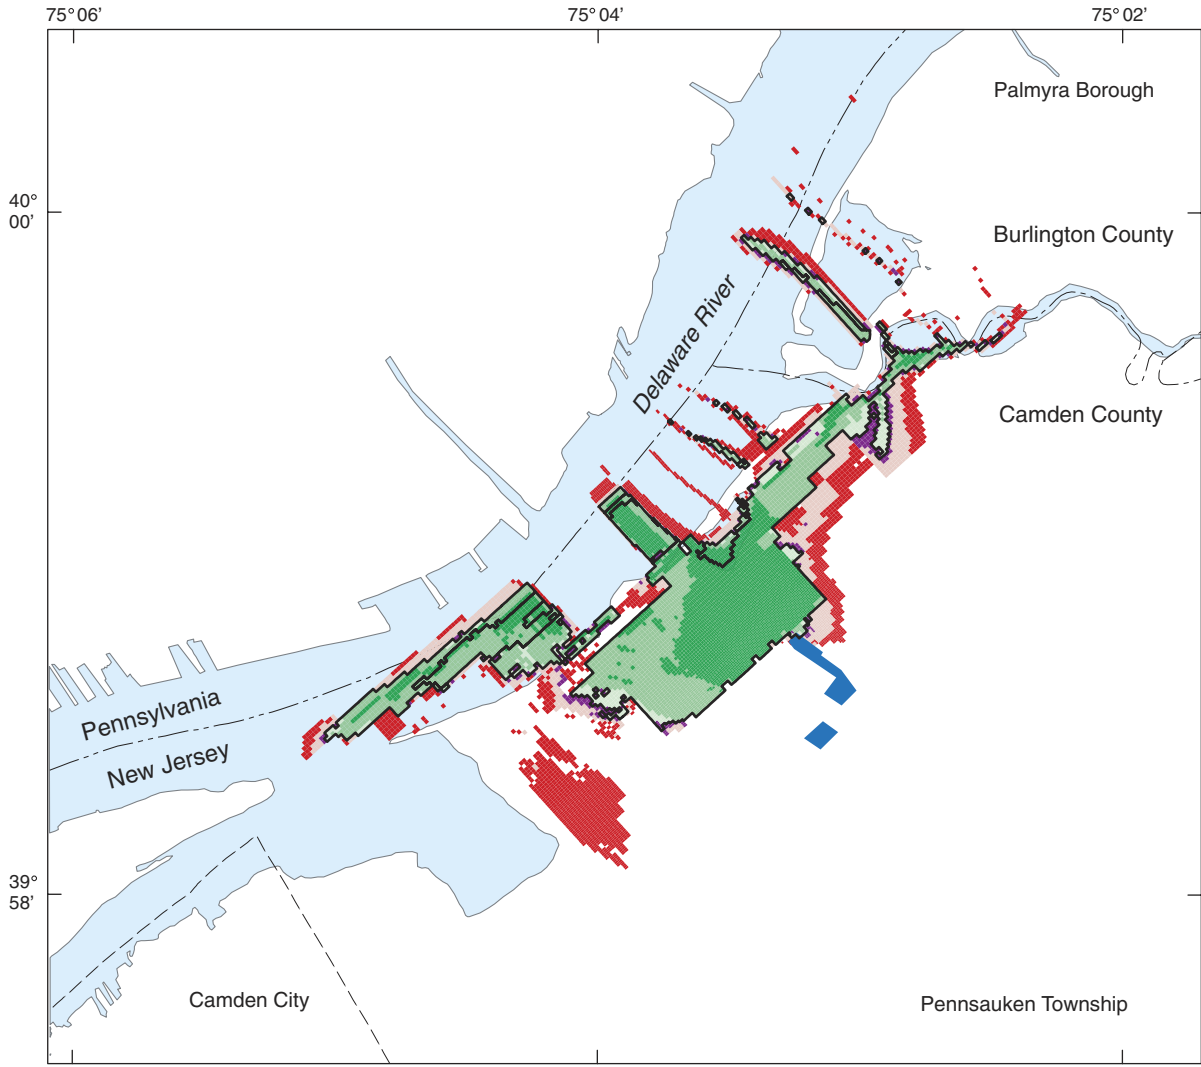 75°06’ 75°04’ 75°02’
Palmyra Borough
40°
00’
Burlington County
Delaware River
Camden County
Pennsylvania
New Jersey
39°
58’
Camden City
Pennsauken Township